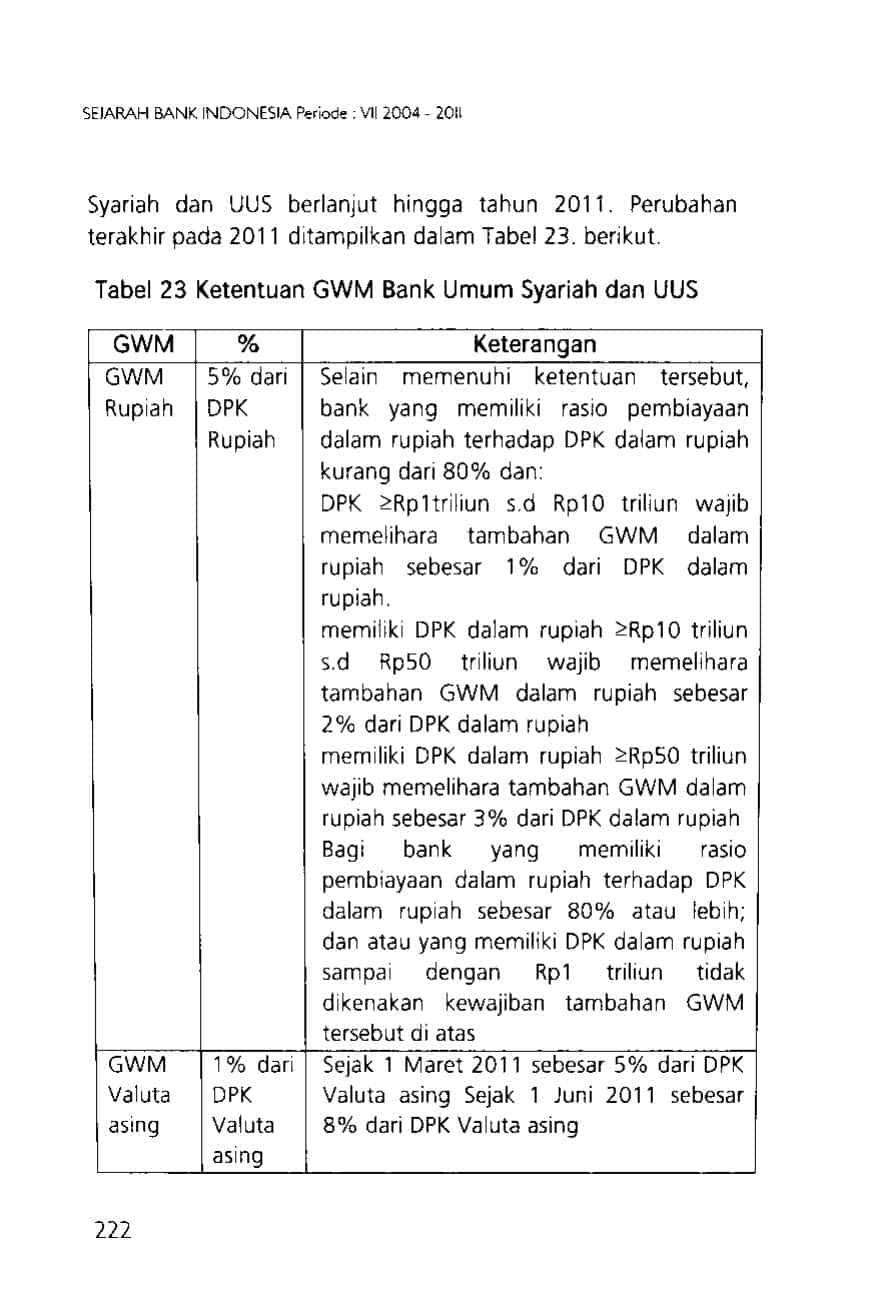 SEJARAH BANK INDONESIA Periode : VII 2004 - 2011
Syariah dan UUS berlanjut hingga tahun 2011. Perubahan
terakhir pada 2011 ditampilkan dalam Tabel 23. berikut.
Tabel 23 Ketentuan GWM Bank Umum Syariah dan UUS
GWM % Keterangan
GWM 5% dari Selain memenuhi ketentuan tersebut,
Rupiah DPK bank yang memiliki rasio pembiayaan
Rupiah dalam rupiah terhadap DPK dalam rupiah
kurang dari 80% dan:
DPK ≥Rp1triliun s.d Rp10 triliun wajib
memelihara tambahan GWM dalam
rupiah sebesar 1% dari DPK dalam
rupiah.
memiliki DPK dalam rupiah ≥Rp10 triliun
s.d Rp50 triliun wajib memelihara
tambahan GWM dalam rupiah sebesar
2% dari DPK dalam rupiah
memiliki DPK dalam rupiah ≥Rp50 triliun
wajib memelihara tambahan GWM dalam
rupiah sebesar 3% dari DPK dalam rupiah
Bagi bank yang memiliki rasio
pembiayaan dalam rupiah terhadap DPK
dalam rupiah sebesar 80% atau lebih;
dan atau yang memiliki DPK dalam rupiah
sampai dengan Rp1 triliun tidak
dikenakan kewajiban tambahan GWM
tersebut di atas
GWM 1% dari Sejak 1 Maret 2011 sebesar 5% dari DPK
Valuta DPK Valuta asing Sejak 1 Juni 2011 sebesar
asing Valuta 8% dari DPK Valuta asing
asing
222